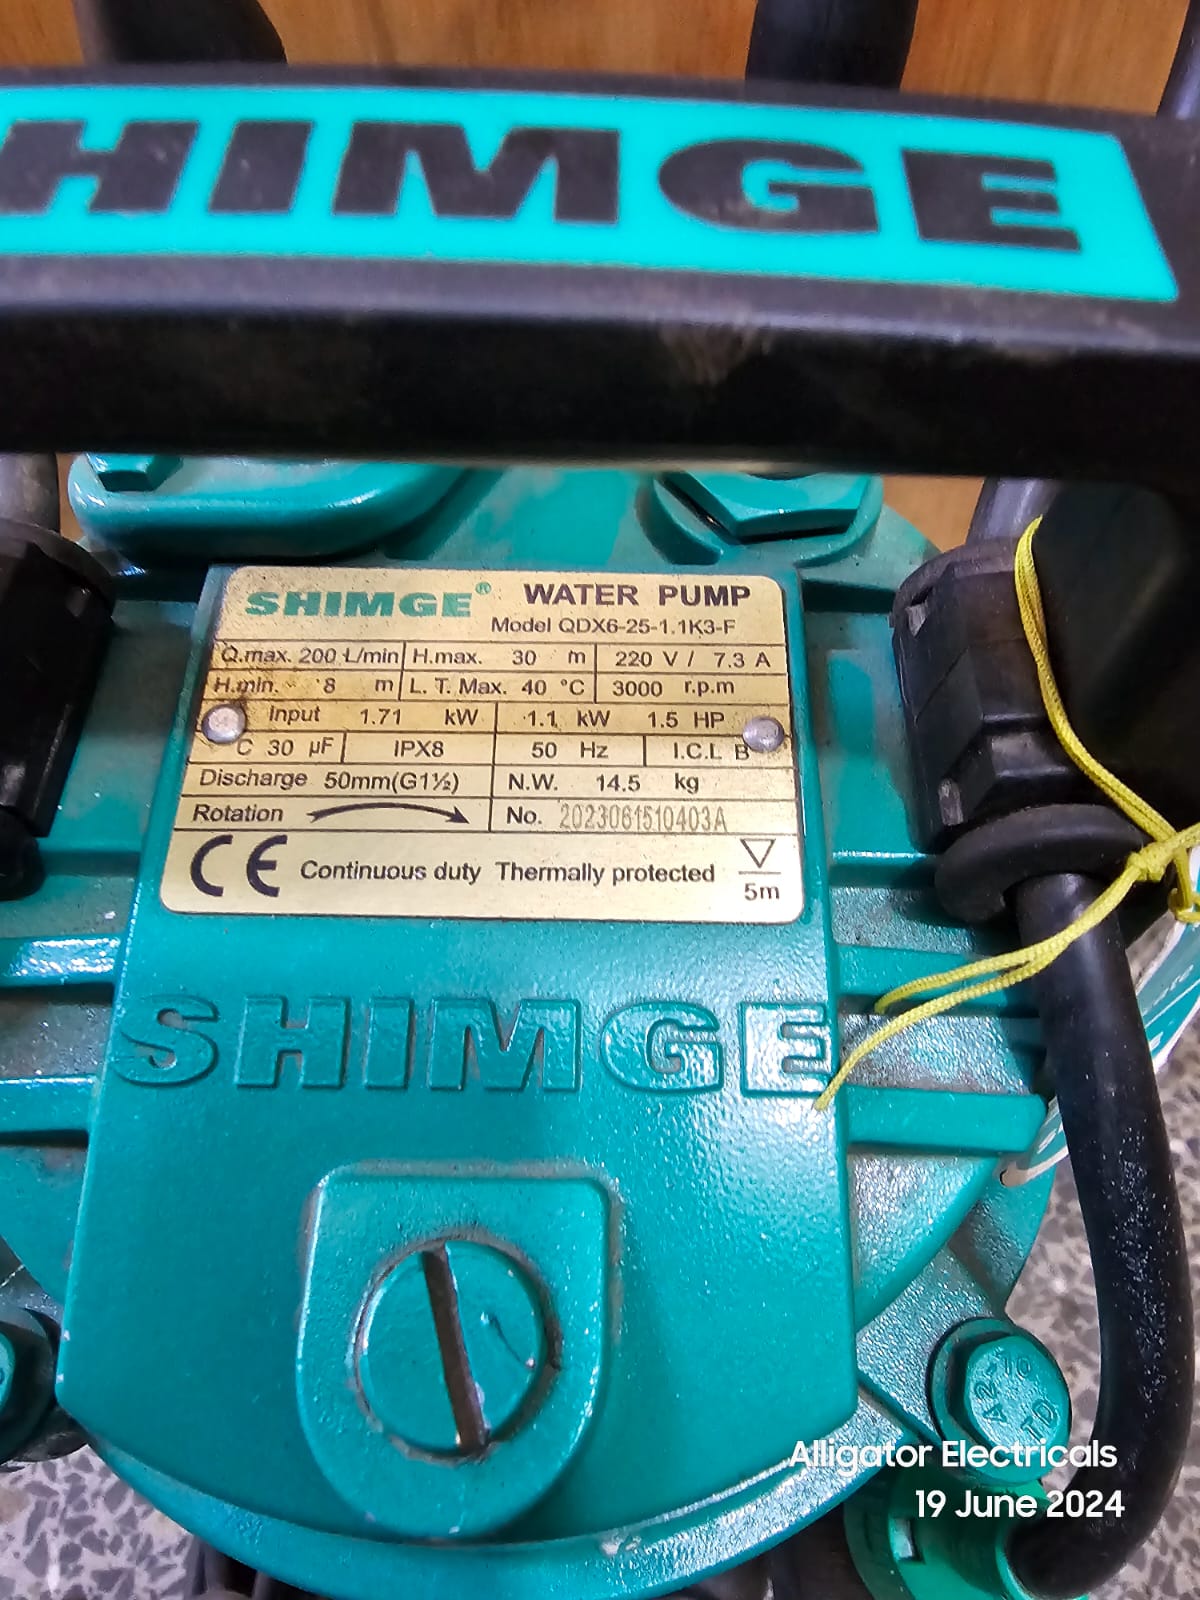 HIMGE
SHIMGE® WATER PUMP
Model QDX6-25-1.1K3-F
Q.max. 200 L/min H.max. 30 m 220 V / 7.3 A
H.min. 8 m L. T. Max. 40 °C 3000 r.p.m
Input 1.71 kW 1.1 kW 1.5 HP
C 30 µF IPX8 50 Hz I.C.L B
Discharge 50mm(G1½) N.W. 14.5 kg
Rotation No. 2023061510403A
CE Continuous duty Thermally protected 5m
SHIMGE
A2-70
TD
Alligator Electricals
19 June 2024